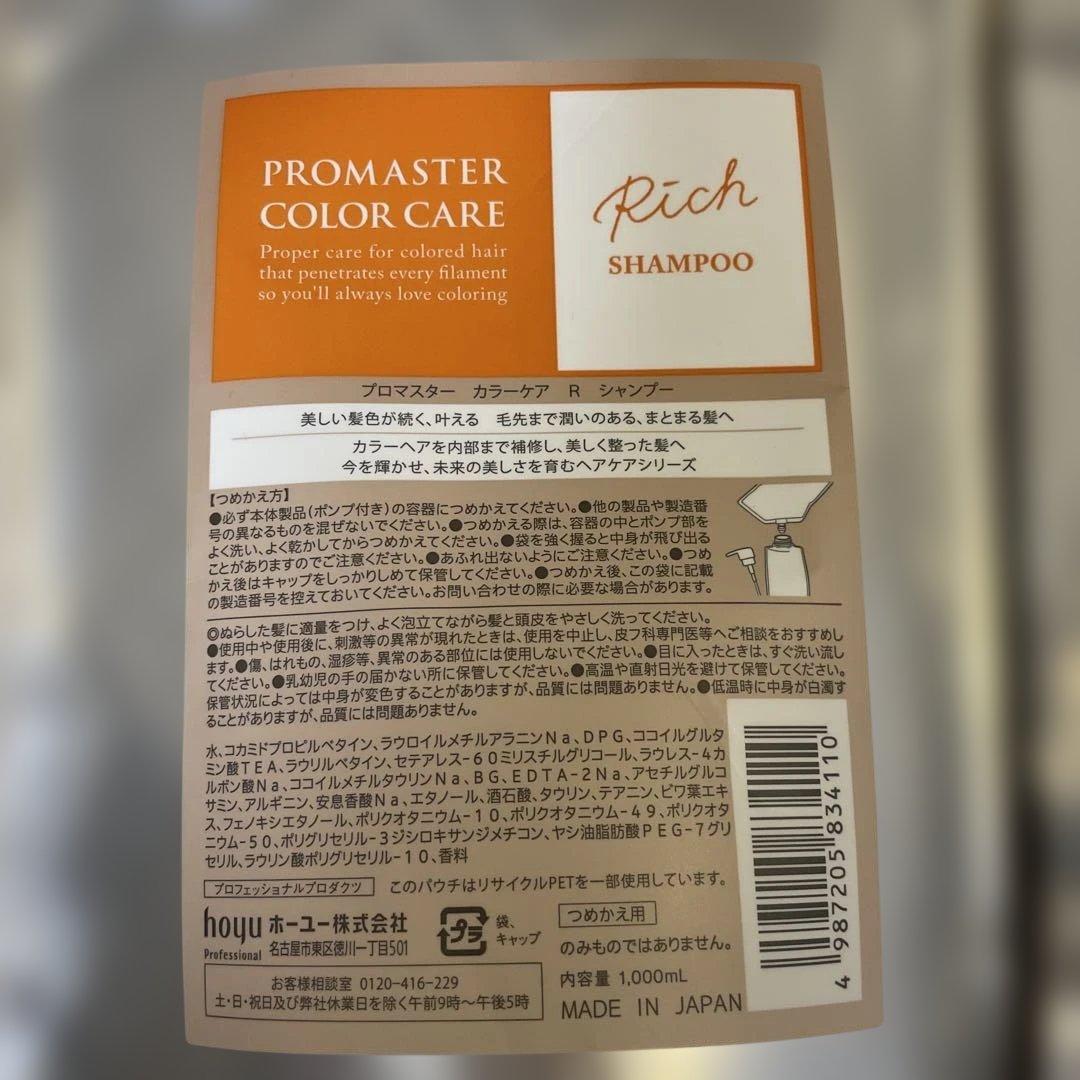 PROMASTER
COLOR CARE
Proper care for colored hair
that penetrates every filament
so you'll always love coloring
Rich
SHAMPOO
プロマスター カラーケア R シャンプー
美しい髪色が続く、叶える 毛先まで潤いのある、まとまる髪へ
カラーヘアを内部まで補修し、美しく整った髪へ
今を輝かせ、未来の美しさを育むヘアケアシリーズ
【つめかえ方】
●必ず本体製品(ポンプ付き)の容器につめかえてください。●他の製品や製造番
号の異なるものを混ぜないでください。●つめかえる際は、容器の中とポンプ部を
よく洗い、よく乾かしてからつめかえてください。●袋を強く握ると中身が飛び出る
ことがありますのでご注意ください。●あふれ出ないようにご注意ください。●つめ
かえ後はキャップをしっかりしめて保管してください。●つめかえ後、この袋に記載
の製造番号を控えておいてください。お問い合わせの際に必要な場合があります。
◎ぬらした髪に適量をつけ、よく泡立てながら髪と頭皮をやさしく洗ってください。
●使用中や使用後に、刺激等の異常が現れたときは、使用を中止し、皮フ科専門医等へご相談をおすすめし
ます。●傷、はれもの、湿疹等、異常のある部位には使用しないでください。●目に入ったときは、すぐ洗い流し
てください。●乳幼児の手の届かない所に保管してください。●高温や直射日光を避けて保管してください。
保管状況によっては中身が変色することがありますが、品質には問題ありません。●低温時に中身が白濁す
ることがありますが、品質には問題ありません。
水、コカミドプロピルベタイン、ラウロイルメチルアラニンNa、DPG、ココイルグルタ
ミン酸TEA、ラウリルベタイン、セテアレス-60ミリスチルグリコール、ラウレス-4カ
ルボン酸Na、ココイルメチルタウリンNa、BG、EDTA-2Na、アセチルグルコ
サミン、アルギニン、安息香酸Na、エタノール、酒石酸、タウリン、テアニン、ビワ葉エキ
ス、フェノキシエタノール、ポリクオタニウム-10、ポリクオタニウム-49、ポリクオタ
ニウム-50、ポリグリセリル-3ジシロキサンジメチコン、ヤシ油脂肪酸PEG-7グリ
セリル、ラウリン酸ポリグリセリル-10、香料
プロフェッショナルプロダクツ このパウチはリサイクルPETを一部使用しています。
hoyu ホーユー株式会社
Professional 名古屋市東区徳川一丁目501
プラ
袋、
キャップ
つめかえ用
のみものではありません。
お客様相談室 0120-416-229
土・日・祝日及び弊社休業日を除く午前9時〜午後5時
内容量 1,000mL
MADE IN JAPAN
4 987205 834110